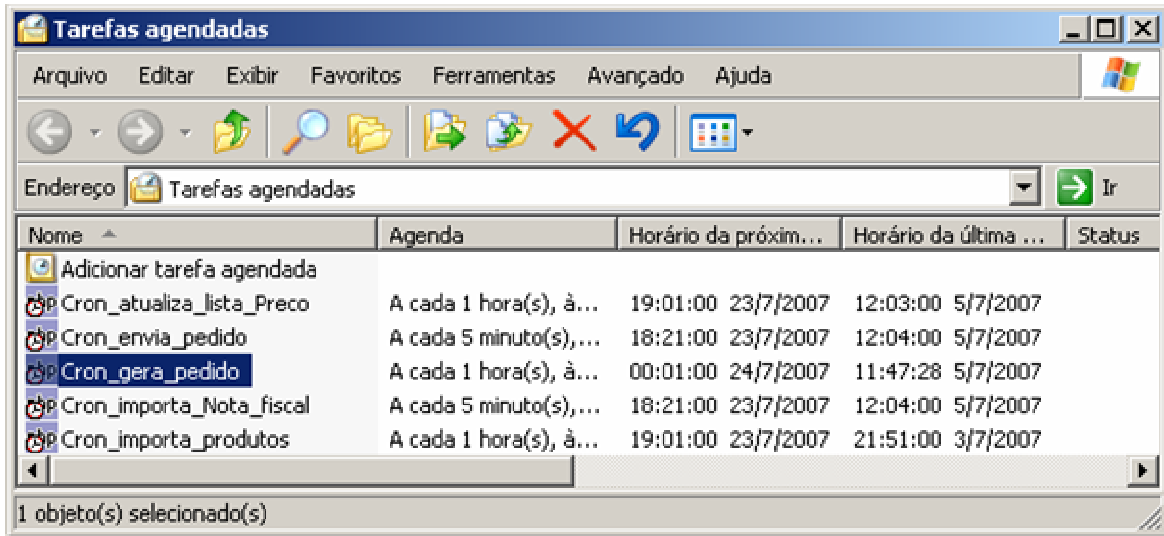 Tarefas agendadas
Arquivo Editar Exibir Favoritos Ferramentas Avançado Ajuda
Endereço Tarefas agendadas Ir
Nome Agenda Horário da próxim... Horário da última ... Status
Adicionar tarefa agendada
Cron_atualiza_lista_Preco A cada 1 hora(s), à... 19:01:00 23/7/2007 12:03:00 5/7/2007
Cron_envia_pedido A cada 5 minuto(s),... 18:21:00 23/7/2007 12:04:00 5/7/2007
Cron_gera_pedido A cada 1 hora(s), à... 00:01:00 24/7/2007 11:47:28 5/7/2007
Cron_importa_Nota_fiscal A cada 5 minuto(s),... 18:21:00 23/7/2007 12:04:00 5/7/2007
Cron_importa_produtos A cada 1 hora(s), à... 19:01:00 23/7/2007 21:51:00 3/7/2007
1 objeto(s) selecionado(s)